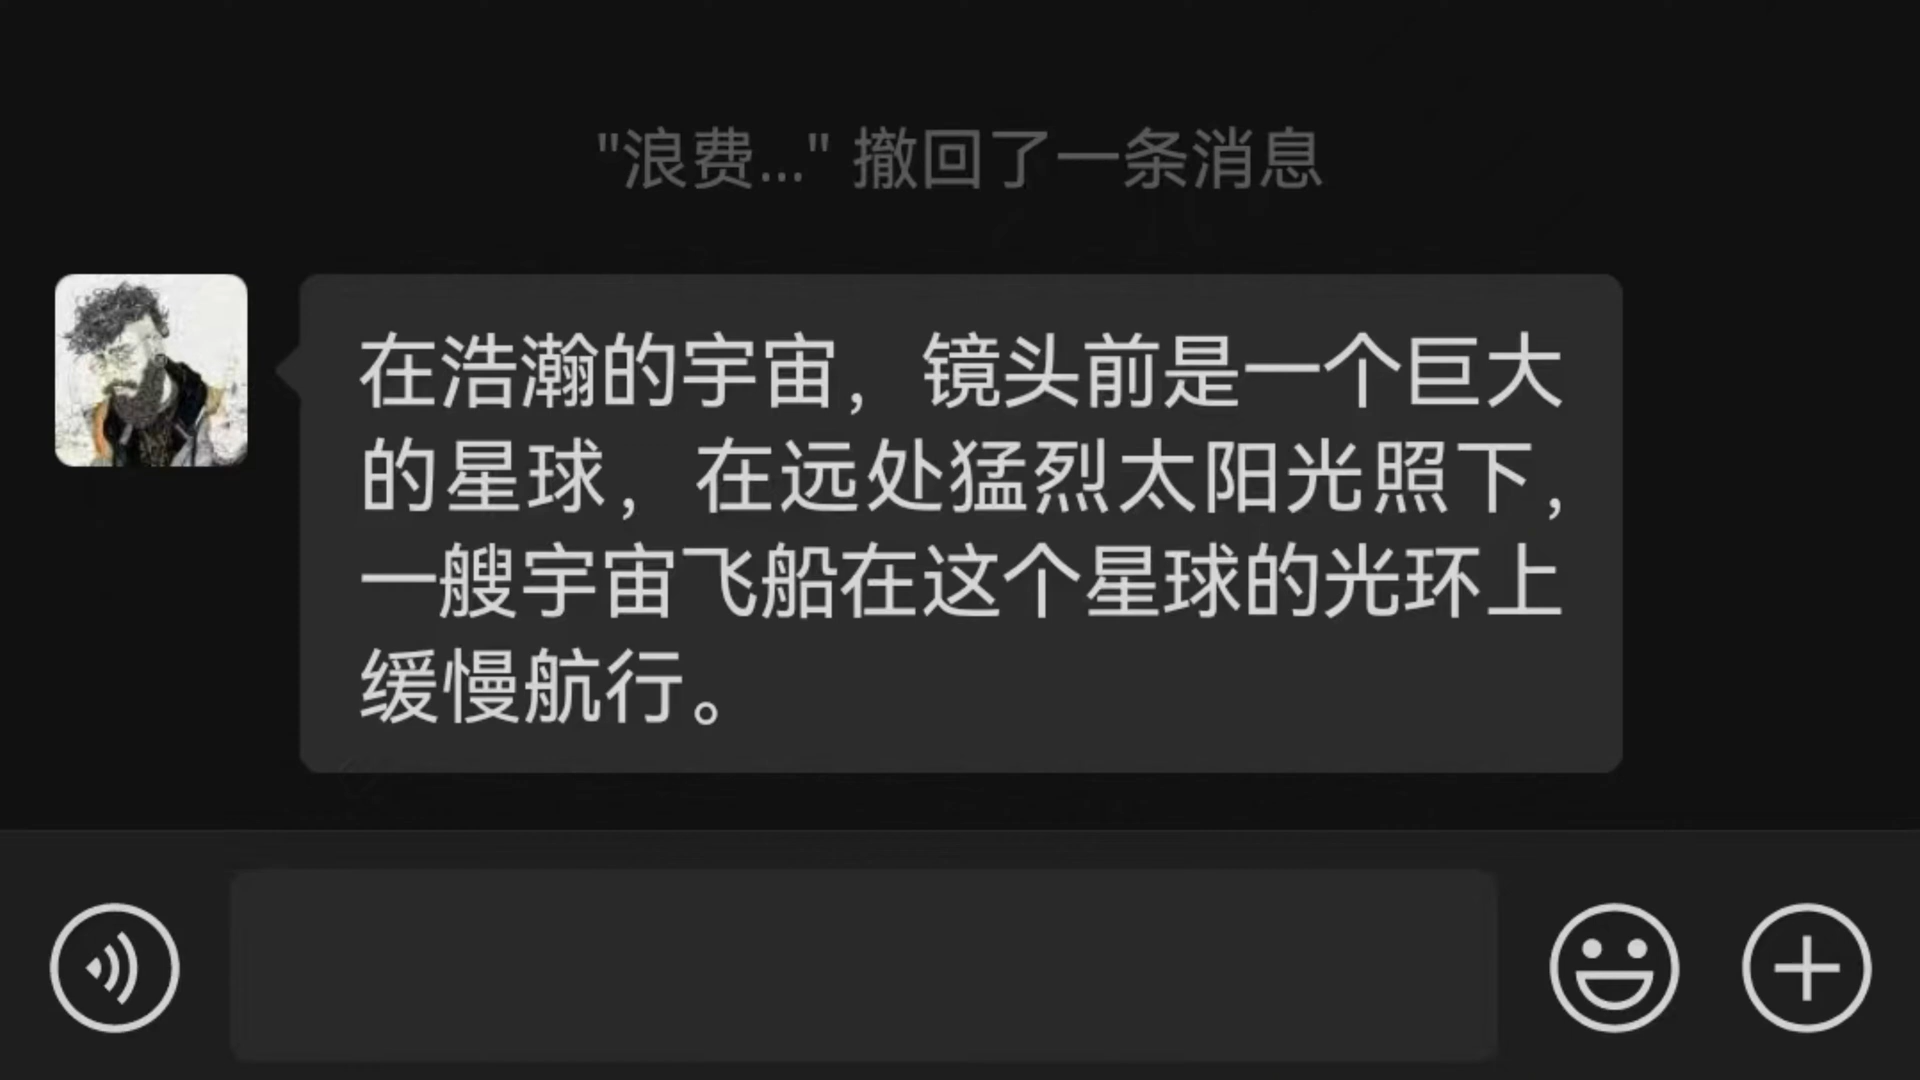 "浪费..." 撤回了一条消息
在浩瀚的宇宙，镜头前是一个巨大
的星球，在远处猛烈太阳光照下，
一艘宇宙飞船在这个星球的光环上
缓慢航行。